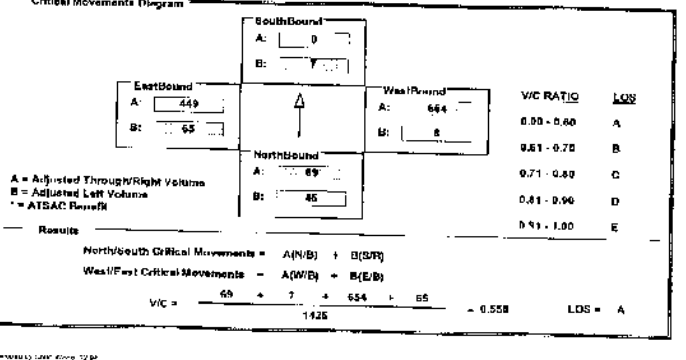 Critical Movements Diagram
SouthBound
A: 0
B: 7
EastBound
A: 449
B: 65
WestBound
A: 664
B: 8
NorthBound
A: 69
B: 45
V/C RATIO LOS
0.00 - 0.60 A
0.61 - 0.70 B
0.71 - 0.80 C
0.81 - 0.90 D
0.91 - 1.00 E
A = Adjusted Through/Right Volume
B = Adjusted Left Volume
* = ATSAC Benefit
Results
North/South Critical Movements = A(N/B) + B(S/B)
West/East Critical Movements = A(W/B) + B(E/B)
V/C = 69 + 7 + 654 + 65 = 0.558 LOS = A
1425